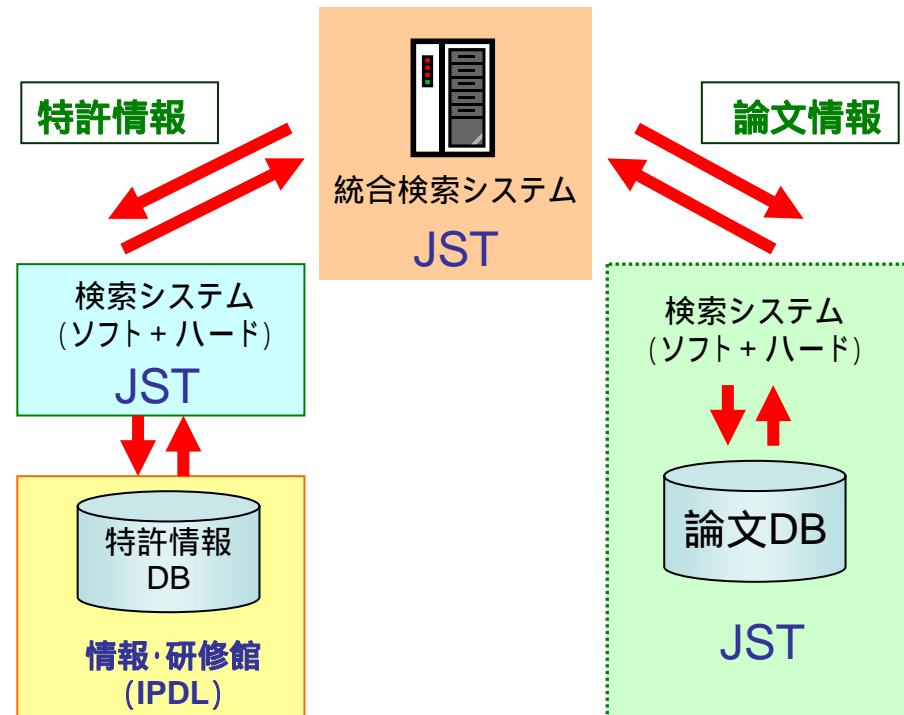 特許情報
論文情報
統合検索システム
JST
検索システム
(ソフト + ハード)
JST
特許情報
DB
情報・研修館
(IPDL)
検索システム
(ソフト + ハード)
論文DB
JST